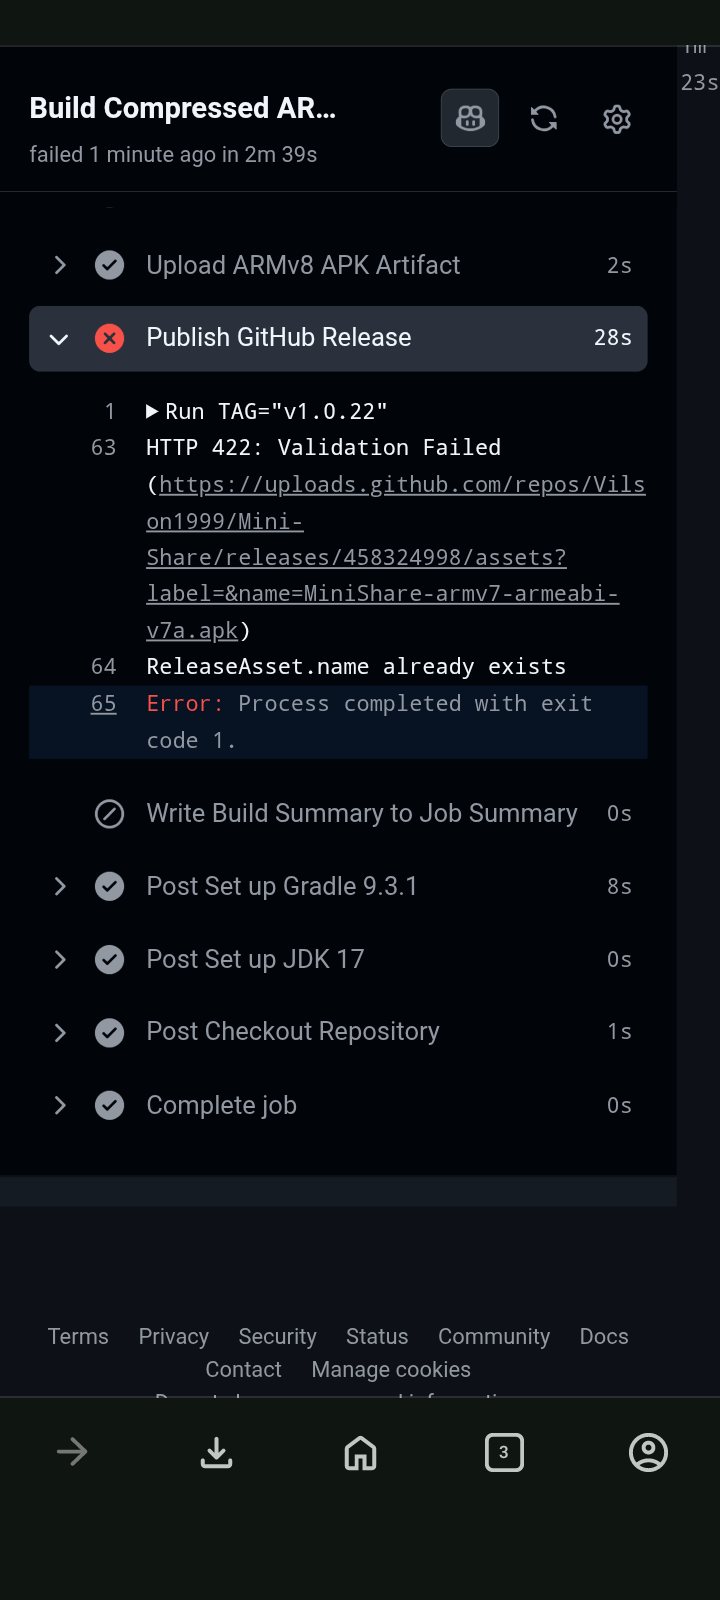 23s
Build Compressed AR...
failed 1 minute ago in 2m 39s
Upload ARMv8 APK Artifact 2s
Publish GitHub Release 28s
1 ▶ Run TAG="v1.0.22"
63 HTTP 422: Validation Failed
(https://uploads.github.com/repos/Vils
on1999/Mini-
Share/releases/458324998/assets?
label=&name=MiniShare-armv7-armeabi-
v7a.apk)
64 ReleaseAsset.name already exists
65 Error: Process completed with exit
code 1.
Write Build Summary to Job Summary 0s
Post Set up Gradle 9.3.1 8s
Post Set up JDK 17 0s
Post Checkout Repository 1s
Complete job 0s
Terms Privacy Security Status Community Docs
Contact Manage cookies
3